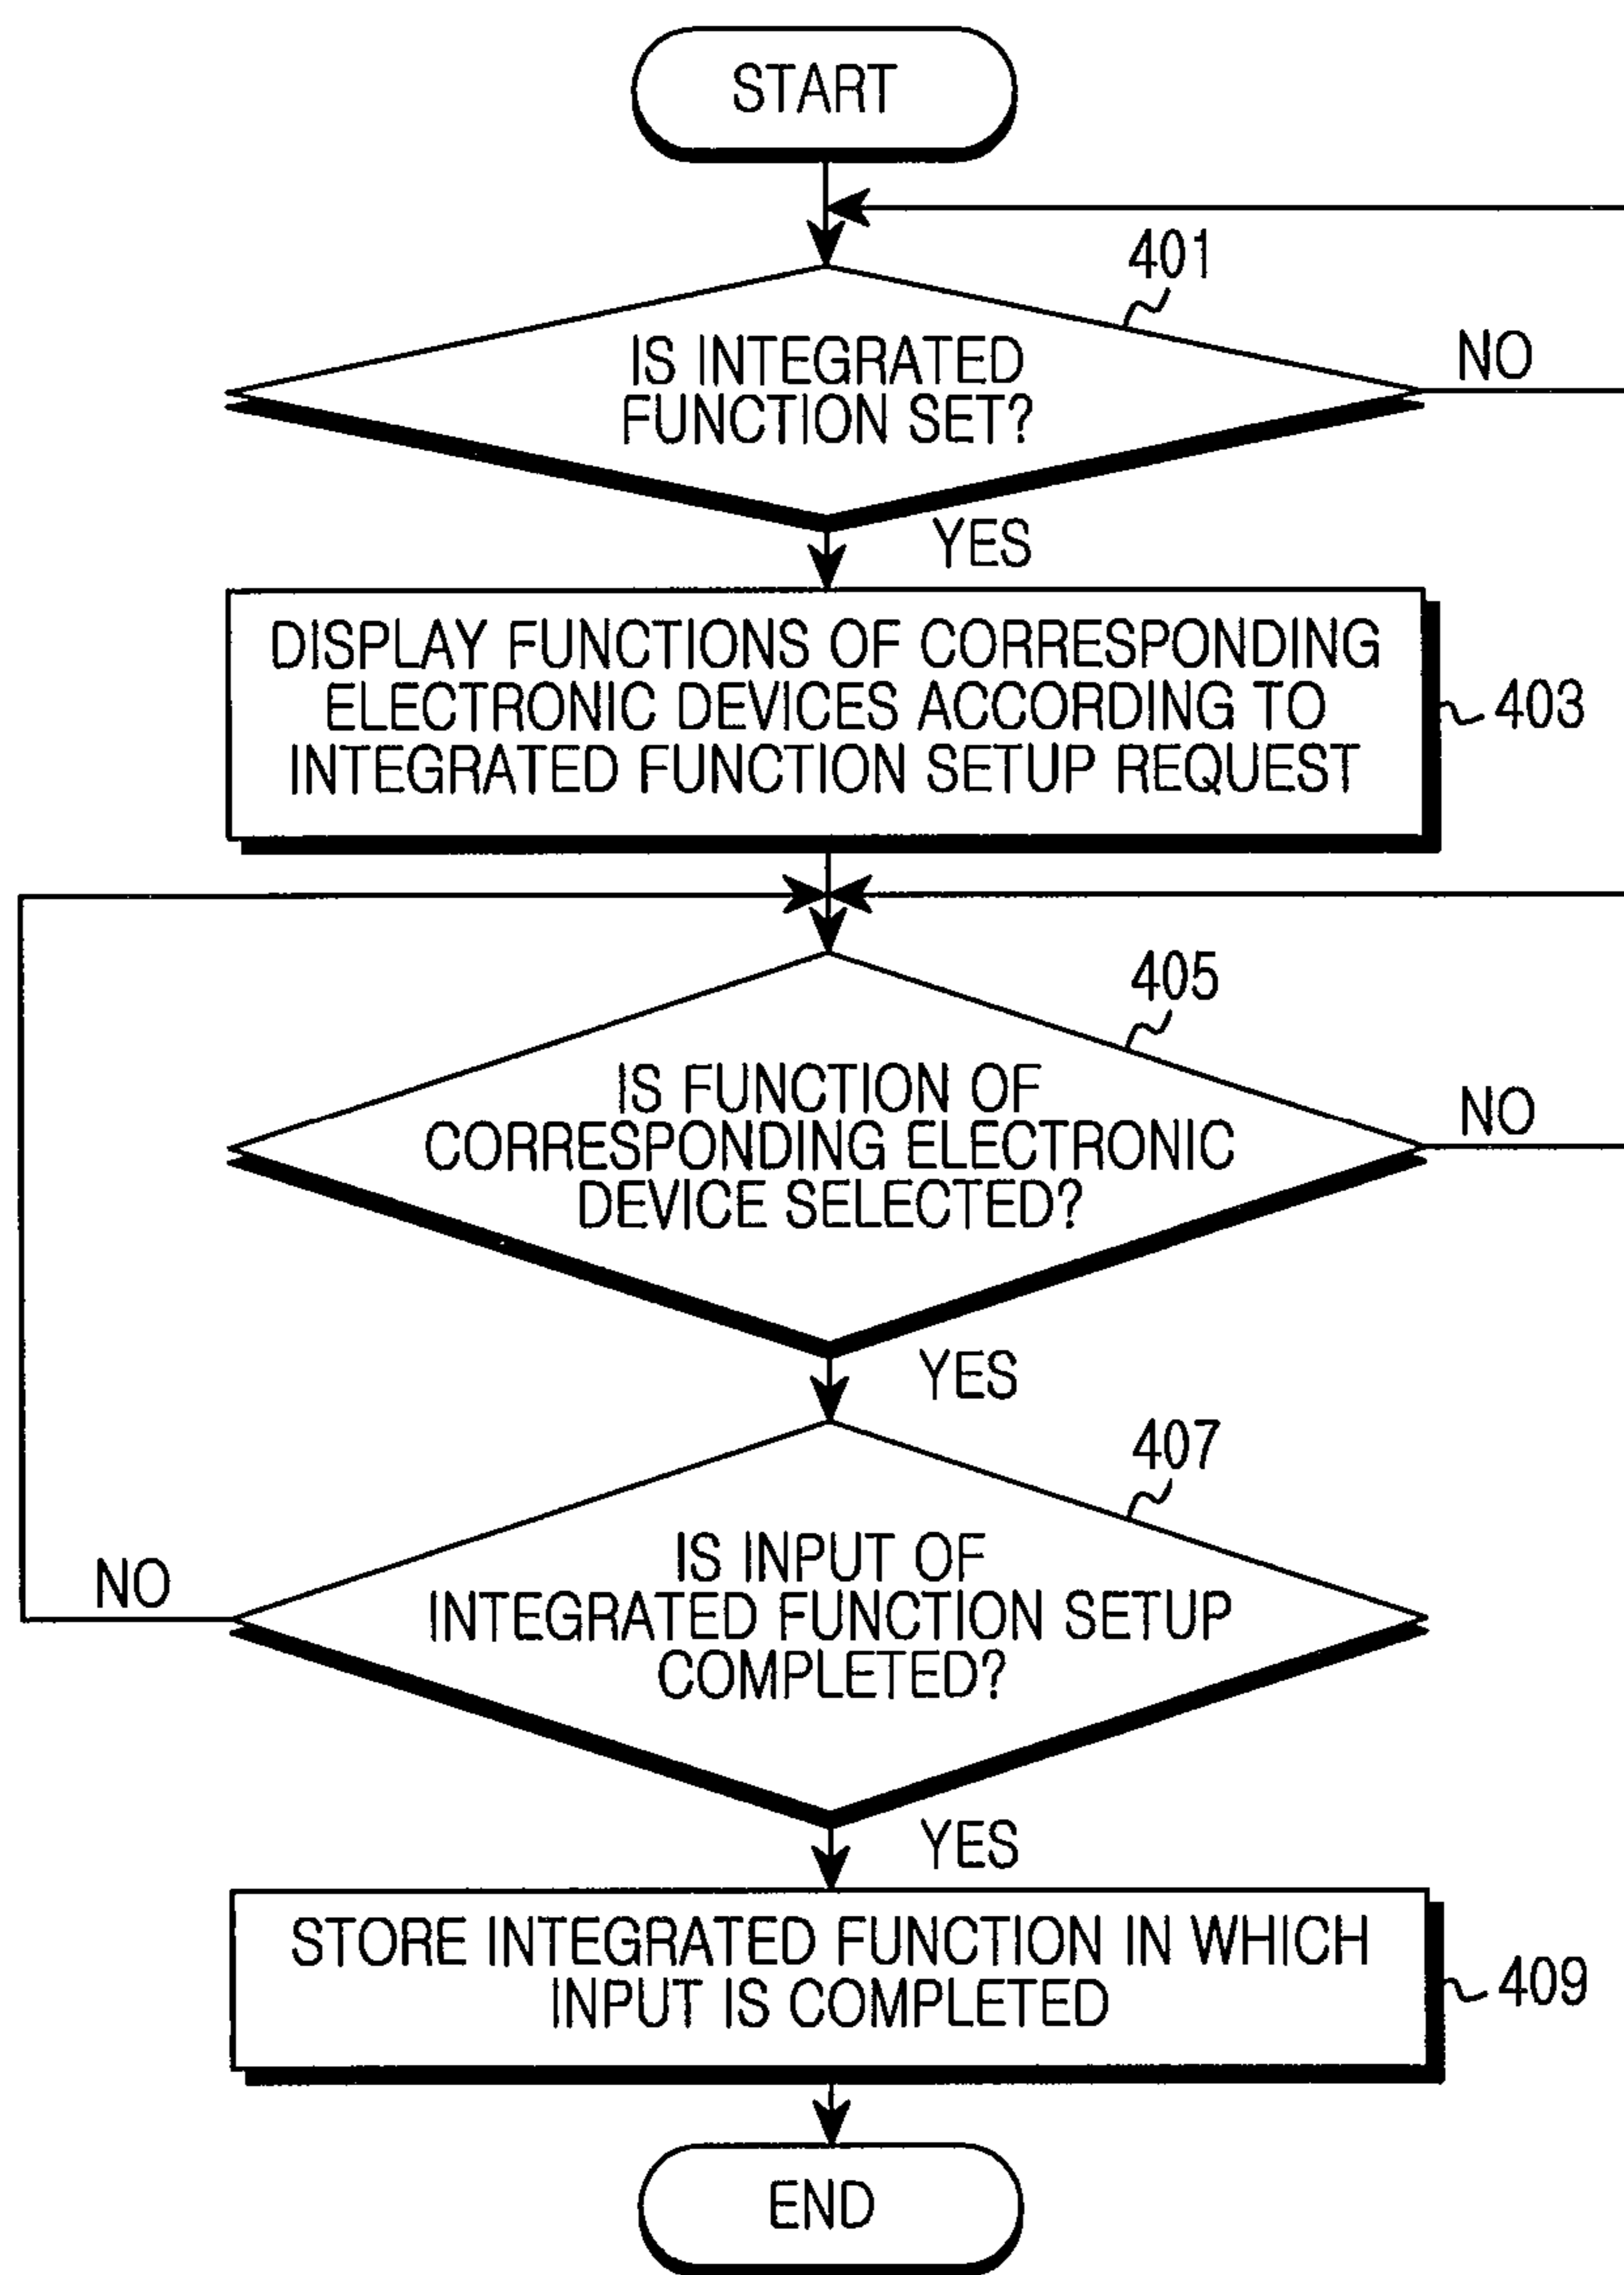 START
401
IS INTEGRATED
FUNCTION SET?
NO
YES
DISPLAY FUNCTIONS OF CORRESPONDING
ELECTRONIC DEVICES ACCORDING TO
INTEGRATED FUNCTION SETUP REQUEST
403
405
IS FUNCTION OF
CORRESPONDING ELECTRONIC
DEVICE SELECTED?
NO
YES
407
IS INPUT OF
INTEGRATED FUNCTION SETUP
COMPLETED?
NO
YES
STORE INTEGRATED FUNCTION IN WHICH
INPUT IS COMPLETED
409
END